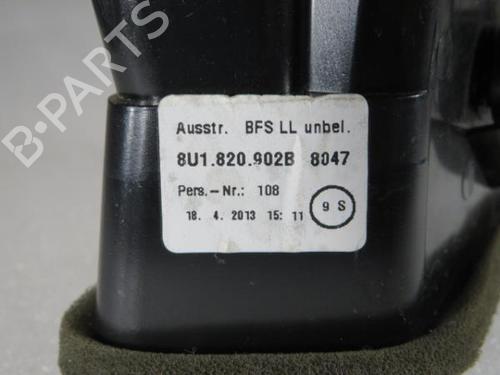 Ausstr. BFS LL unbel.
8U1.820.902B 8047
Pers.-Nr.: 108
18. 4. 2013 15: 11
9 S
B-PARTS